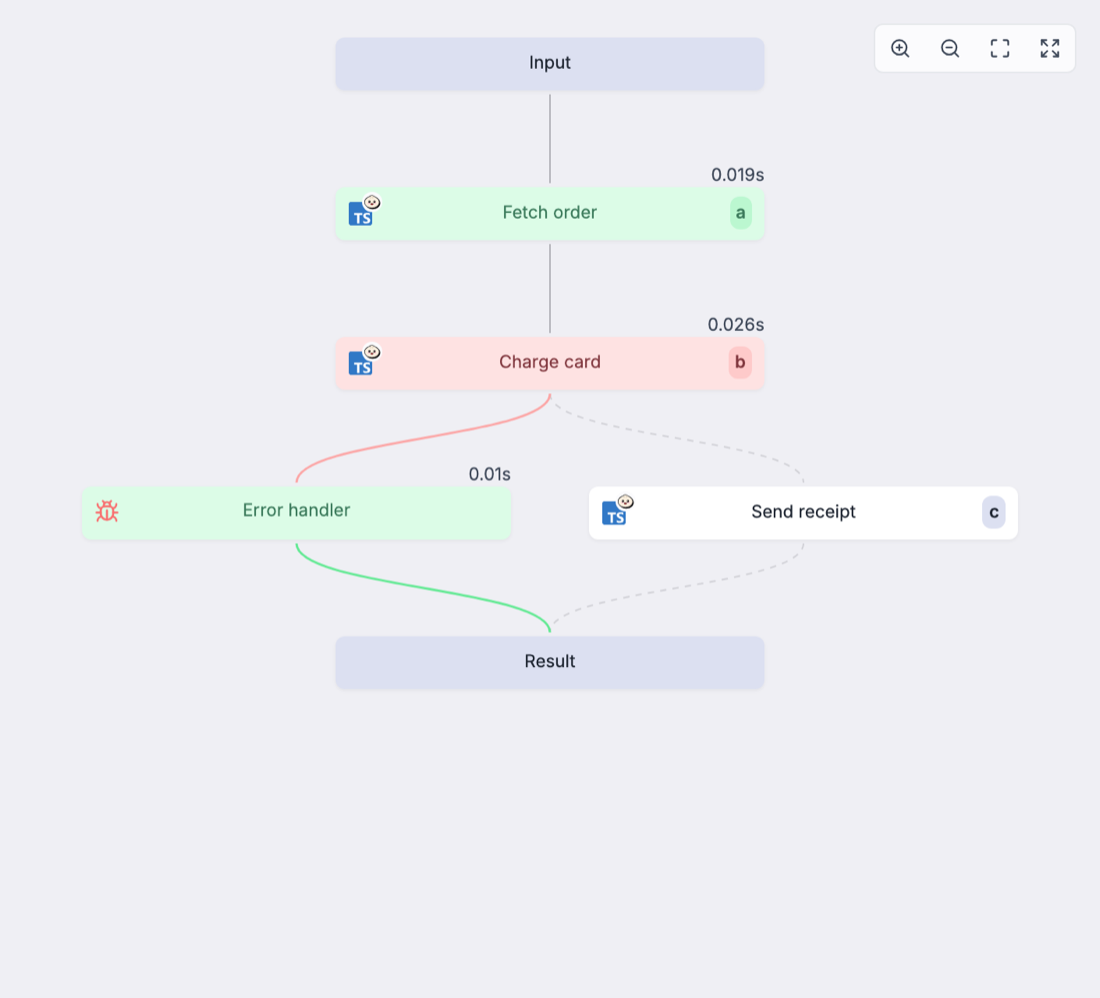 Input
0.019s
TS Fetch order a
0.026s
TS Charge card b
0.01s
Error handler
TS Send receipt c
Result